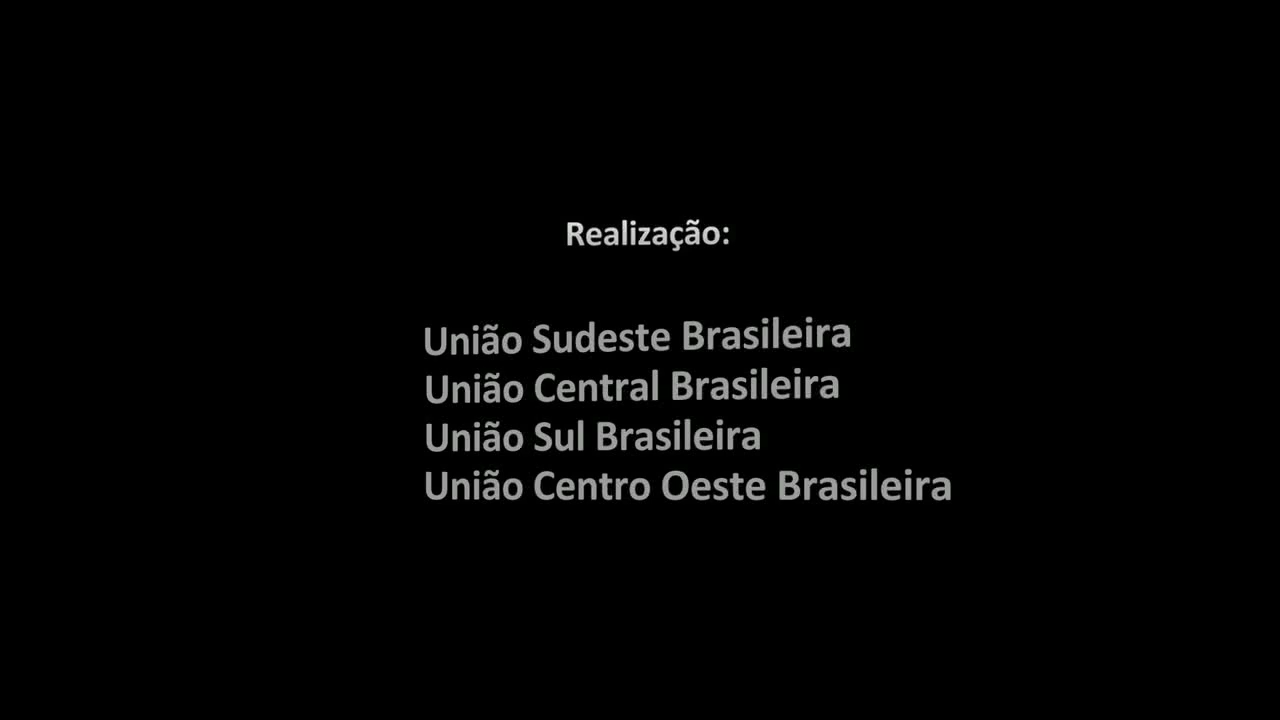 Realização:
União Sudeste Brasileira
União Central Brasileira
União Sul Brasileira
União Centro Oeste Brasileira